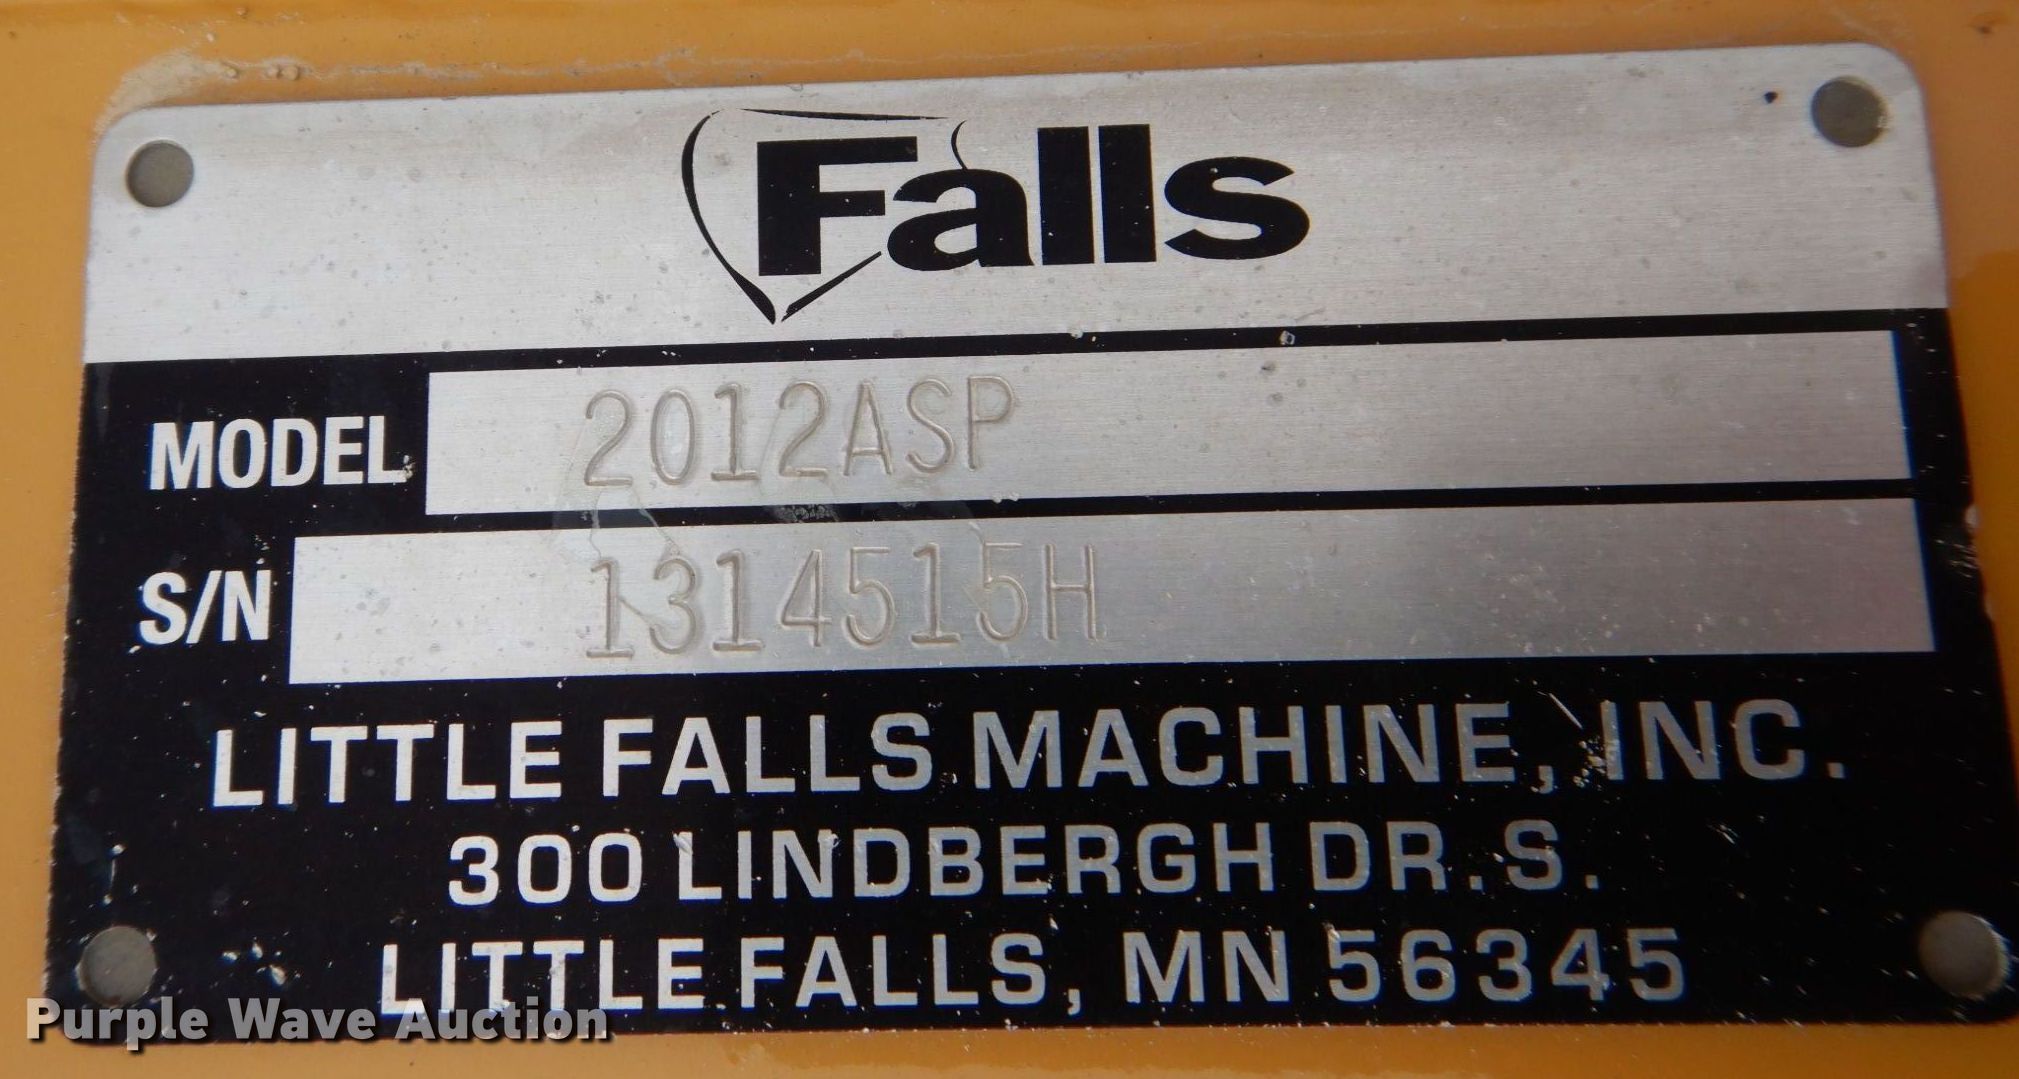 Falls
MODEL 2012ASP
S/N 1314515H
LITTLE FALLS MACHINE, INC.
300 LINDBERGH DR. S.
LITTLE FALLS, MN 56345
Purple Wave Auction